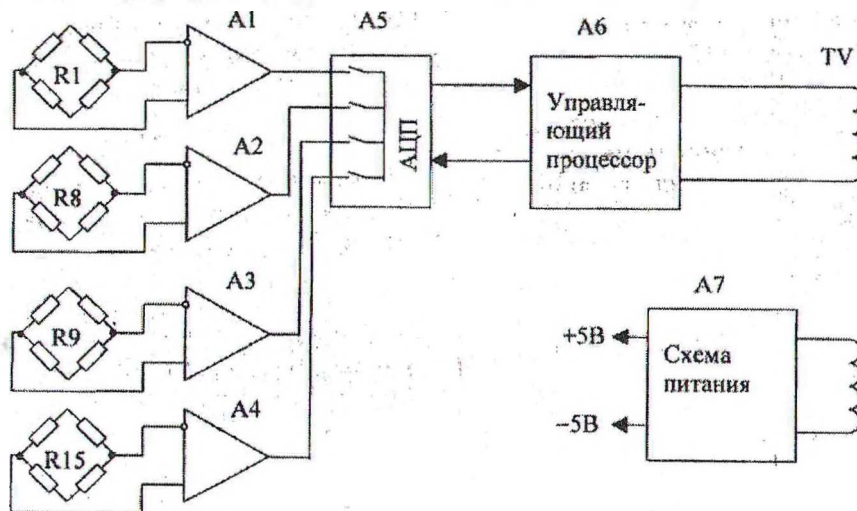 A1
A5
A6
TV
R1
Управля-
ющий
процессор
АЦП
A2
R8
A3
A7
R9
+5В
Схема
питания
−5В
A4
R15